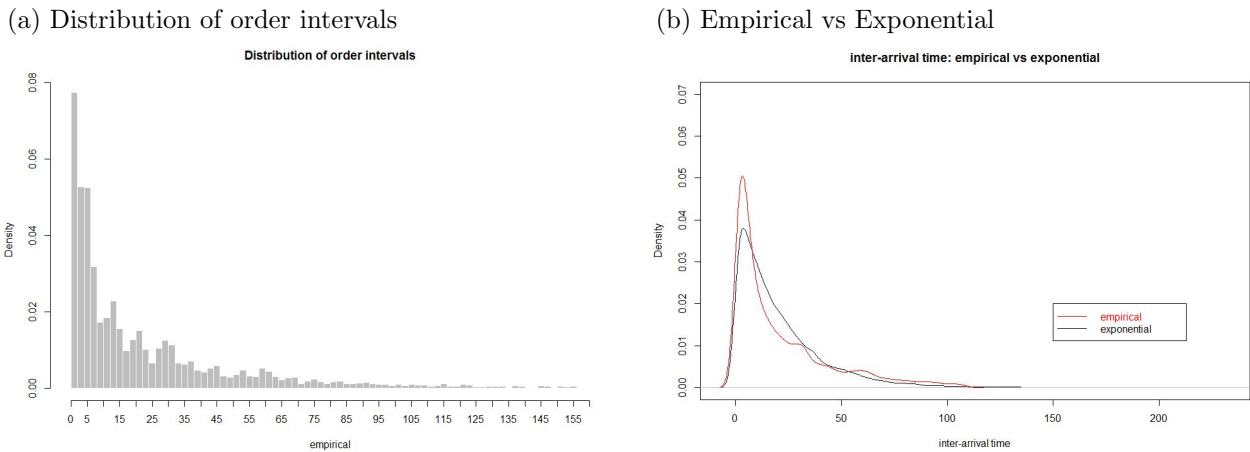 (a) Distribution of order intervals
Distribution of order intervals
Density
0.08
0.06
0.04
0.02
0.00
0 5 15 25 35 45 55 65 75 85 95 105 115 125 135 145 155
empirical
(b) Empirical vs Exponential
inter-arrival time: empirical vs exponential
Density
0.07
0.06
0.05
0.04
0.03
0.02
0.01
0.00
empirical
exponential
0 50 100 150 200
inter-arrival time